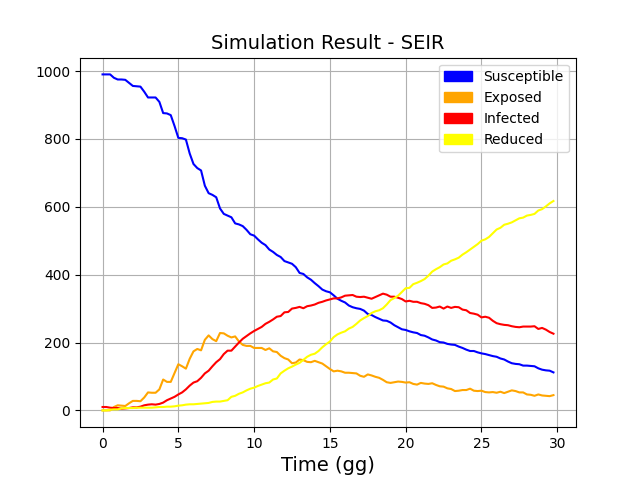 Simulation Result - SEIR
1000
800
600
400
200
0
Susceptible
Exposed
Infected
Reduced
0 5 10 15 20 25 30
Time (gg)